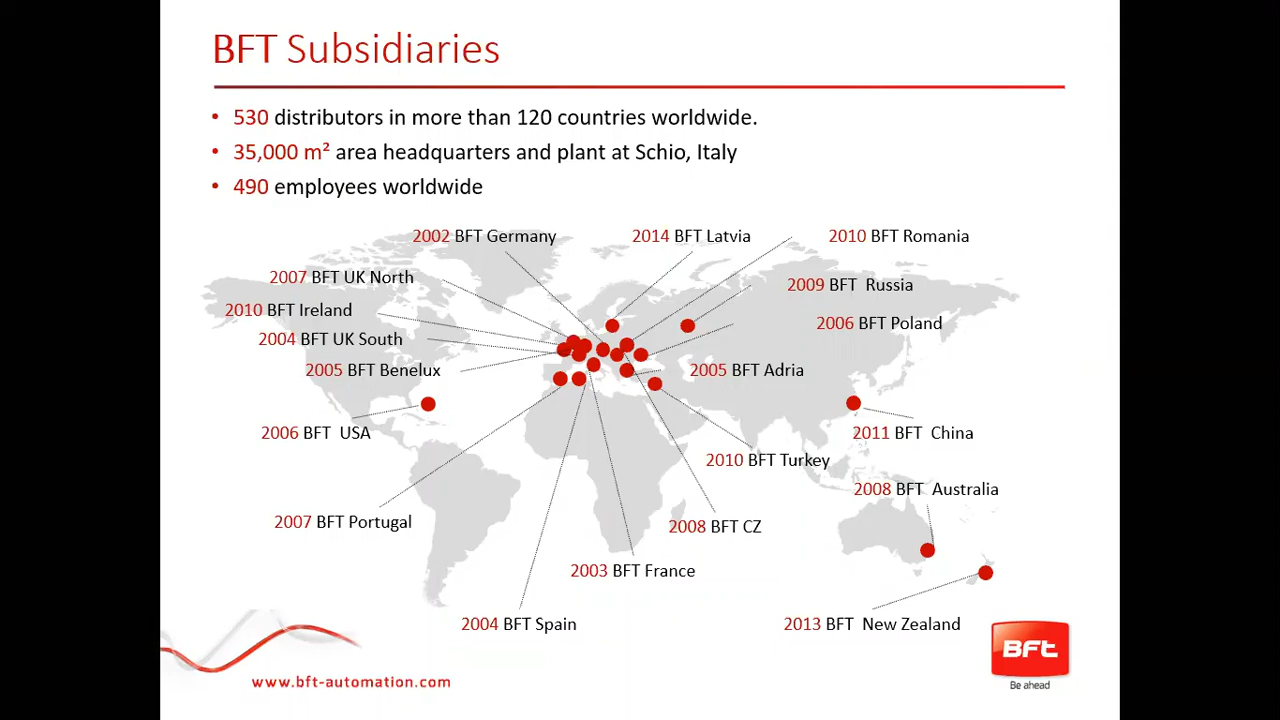 BFT Subsidiaries
• 530 distributors in more than 120 countries worldwide.
• 35,000 m² area headquarters and plant at Schio, Italy
• 490 employees worldwide
2002 BFT Germany
2014 BFT Latvia
2010 BFT Romania
2007 BFT UK North
2009 BFT Russia
2010 BFT Ireland
2006 BFT Poland
2004 BFT UK South
2005 BFT Benelux
2005 BFT Adria
2006 BFT USA
2011 BFT China
2010 BFT Turkey
2008 BFT Australia
2007 BFT Portugal
2008 BFT CZ
2003 BFT France
2004 BFT Spain
2013 BFT New Zealand
BFt
www.bft-automation.com
Be ahead